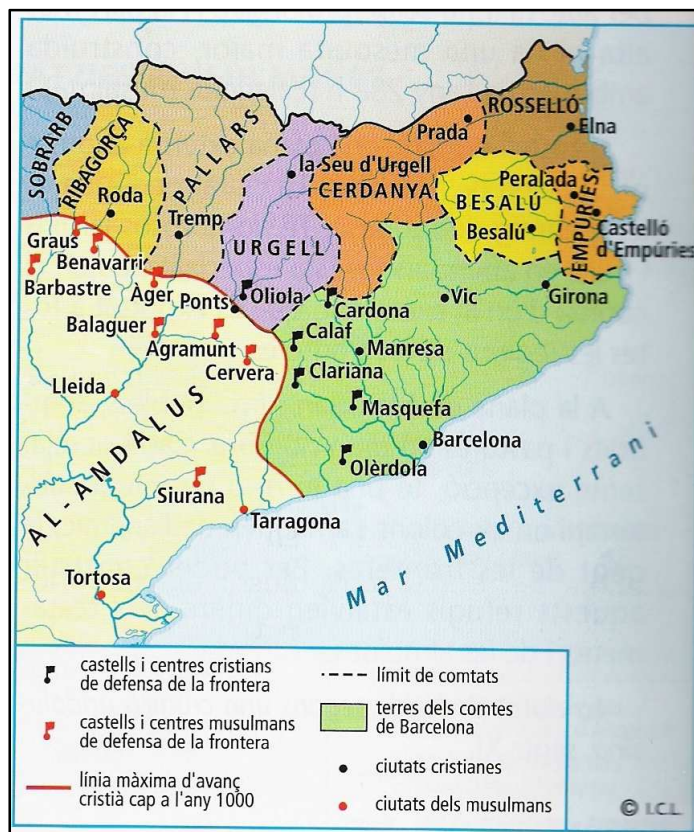 ROSSELLÓ
Prada
Elna
SOBRARB
RIBAGORÇA
PALLARS
la Seu d'Urgell
CERDANYA
Peralada
BESALÚ
Roda
Tremp
URGELL
Besalú
EMPÚRIES
Castelló
d'Empúries
Graus
Benavarri
Barbastre
Àger
Ponts
Oliola
Cardona
Vic
Girona
Balaguer
Calaf
Agramunt
Manresa
Cervera
Clariana
Lleida
Masquefa
AL-ANDALUS
Barcelona
Olèrdola
Siurana
Tarragona
Mar Mediterrani
Tortosa
castells i centres cristians
de defensa de la frontera
castells i centres musulmans
de defensa de la frontera
línia màxima d'avanç
cristià cap a l'any 1000
límit de comtats
terres dels comtes
de Barcelona
ciutats cristianes
ciutats dels musulmans
© I.C.L.